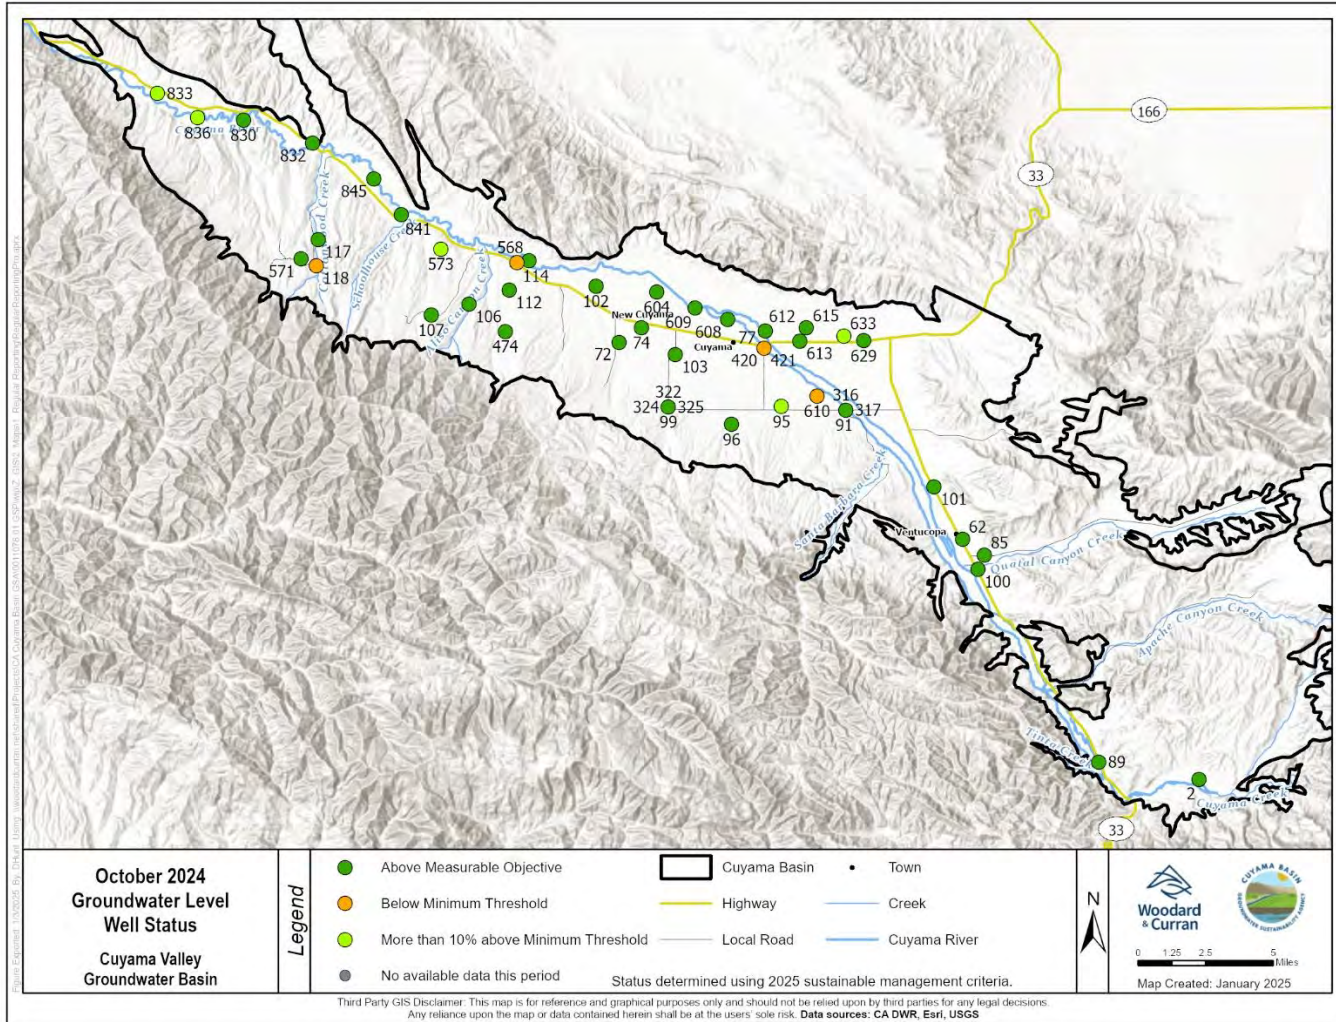 833
836
830
Cuyama River
832
845
841
117
571
118
Schoolhouse Creek
573
568
114
112
107
106
474
Aliso Canyon Creek
102
604
New Cuyama
609
608
74
72
103
612
615
77
Cuyama
420
421
613
633
629
322
324
325
99
96
95
316
610
317
91
Santa Barbara Creek
101
62
Ventucopa
85
Quatal Canyon Creek
100
Apache Canyon Creek
Tinta Creek
89
2
Cuyama Creek
166
33
33
October 2024
Groundwater Level
Well Status
Cuyama Valley
Groundwater Basin
Legend
Above Measurable Objective
Below Minimum Threshold
More than 10% above Minimum Threshold
No available data this period
Cuyama Basin
Highway
Local Road
Town
Creek
Cuyama River
Status determined using 2025 sustainable management criteria.
N
Woodard
& Curran
CUYAMA BASIN
GROUNDWATER SUSTAINABILITY AGENCY
0 1.25 2.5 5
Miles
Map Created: January 2025
Third Party GIS Disclaimer: This map is for reference and graphical purposes only and should not be relied upon by third parties for any legal decisions.
Any reliance upon the map or data contained herein shall be at the users' sole risk. Data sources: CA DWR, Esri, USGS